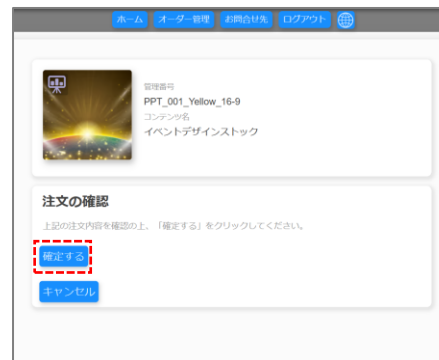 ホーム オーダー管理 お問合せ先 ログアウト
管理番号
PPT_001_Yellow_16-9
コンテンツ名
イベントデザインストック
注文の確認
上記の注文内容を確認の上、「確定する」をクリックしてください。
確定する
キャンセル